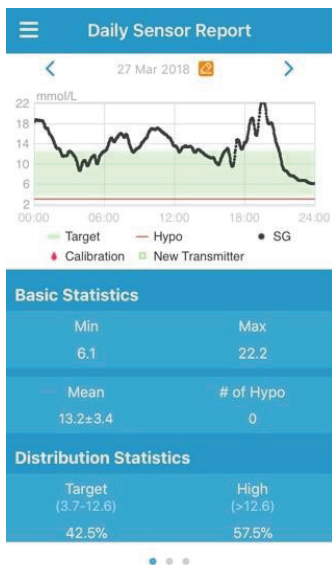 Daily Sensor Report
27 Mar 2018
mmol/L
22
18
14
10
6
2
00:00 06:00 12:00 18:00 24:00
Target Hypo SG
Calibration New Transmitter
Basic Statistics
Min Max
6.1 22.2
Mean # of Hypo
13.2±3.4 0
Distribution Statistics
Target High
(3.7-12.6) (>12.6)
42.5% 57.5%